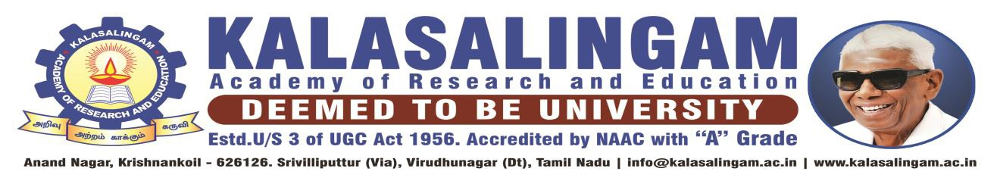 KALASALINGAM
ACADEMY OF RESEARCH AND EDUCATION
அறிவு அற்றம் காக்கும் கருவி
KALASALINGAM
Academy of Research and Education
DEEMED TO BE UNIVERSITY
Estd.U/S 3 of UGC Act 1956. Accredited by NAAC with “A” Grade
Anand Nagar, Krishnankoil - 626126. Srivilliputtur (Via), Virudhunagar (Dt), Tamil Nadu | info@kalasalingam.ac.in | www.kalasalingam.ac.in